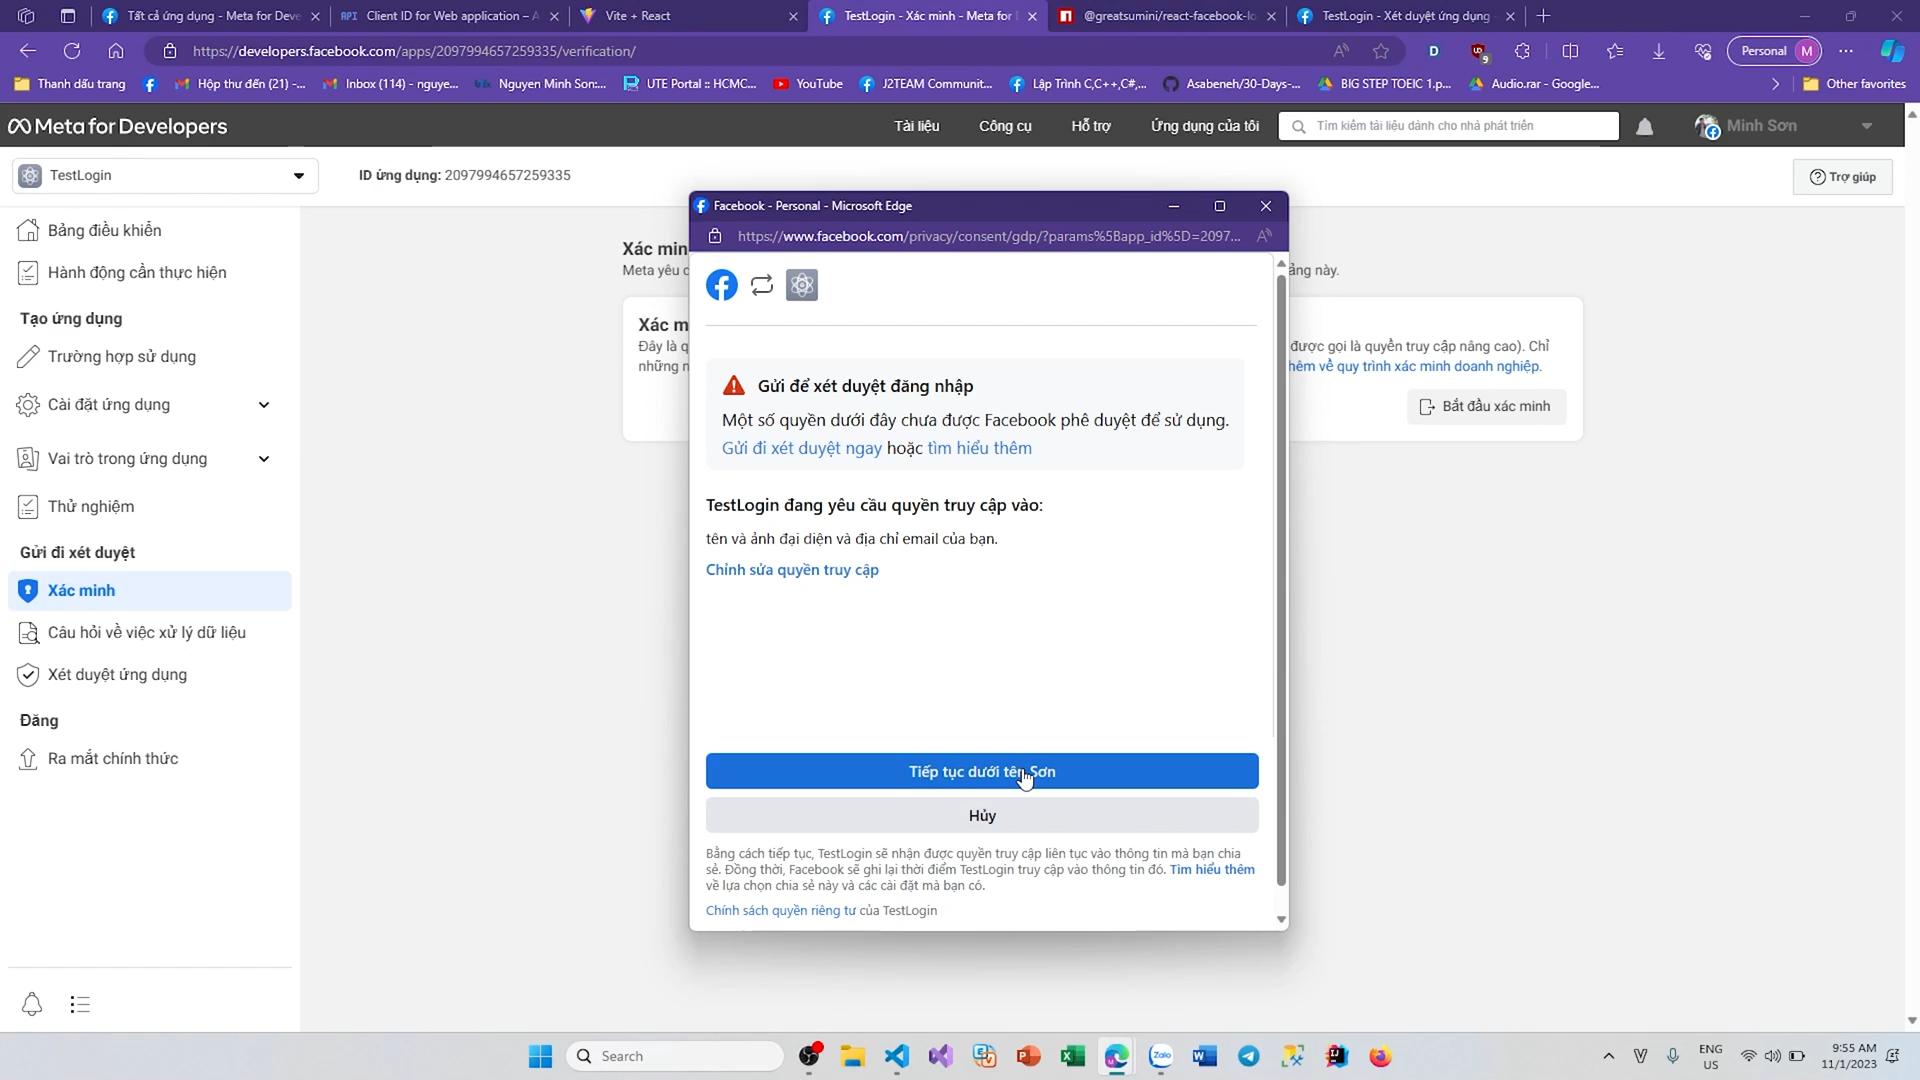 Tất cả ứng dụng - Meta for Deve
API Client ID for Web application – A
Vite + React
TestLogin - Xác minh - Meta for
@greatsumini/react-facebook-lo
TestLogin - Xét duyệt ứng dụng
https://developers.facebook.com/apps/2097994657259335/verification/
Personal M
Thanh dấu trang
Hộp thư đến (21) -...
Inbox (114) - nguye...
Nguyen Minh Son:...
UTE Portal :: HCMC...
YouTube
J2TEAM Communit...
Lập Trình C,C++,C#,...
Asabeneh/30-Days-...
BIG STEP TOEIC 1.p...
Audio.rar - Google...
Other favorites
Meta for Developers
Tài liệu
Công cụ
Hỗ trợ
Ứng dụng của tôi
Tìm kiếm tài liệu dành cho nhà phát triển
Minh Sơn
TestLogin
ID ứng dụng: 2097994657259335
Trợ giúp
Bảng điều khiển
Hành động cần thực hiện
Tạo ứng dụng
Trường hợp sử dụng
Cài đặt ứng dụng
Vai trò trong ứng dụng
Thử nghiệm
Gửi đi xét duyệt
Xác minh
Câu hỏi về việc xử lý dữ liệu
Xét duyệt ứng dụng
Đăng
Ra mắt chính thức
Xác min
Meta yêu c
ảng này.
Xác m
Đây là q
được gọi là quyền truy cập nâng cao). Chỉ
những n
hêm về quy trình xác minh doanh nghiệp.
Bắt đầu xác minh
Facebook - Personal - Microsoft Edge
https://www.facebook.com/privacy/consent/gdp/?params%5Bapp_id%5D=2097...
Gửi để xét duyệt đăng nhập
Một số quyền dưới đây chưa được Facebook phê duyệt để sử dụng.
Gửi đi xét duyệt ngay hoặc tìm hiểu thêm
TestLogin đang yêu cầu quyền truy cập vào:
tên và ảnh đại diện và địa chỉ email của bạn.
Chỉnh sửa quyền truy cập
Tiếp tục dưới tên Sơn
Hủy
Bằng cách tiếp tục, TestLogin sẽ nhận được quyền truy cập liên tục vào thông tin mà bạn chia
sẻ. Đồng thời, Facebook sẽ ghi lại thời điểm TestLogin truy cập vào thông tin đó. Tìm hiểu thêm
về lựa chọn chia sẻ này và các cài đặt mà bạn có.
Chính sách quyền riêng tư của TestLogin
Search
Zalo
ENG
US
9:55 AM
11/1/2023